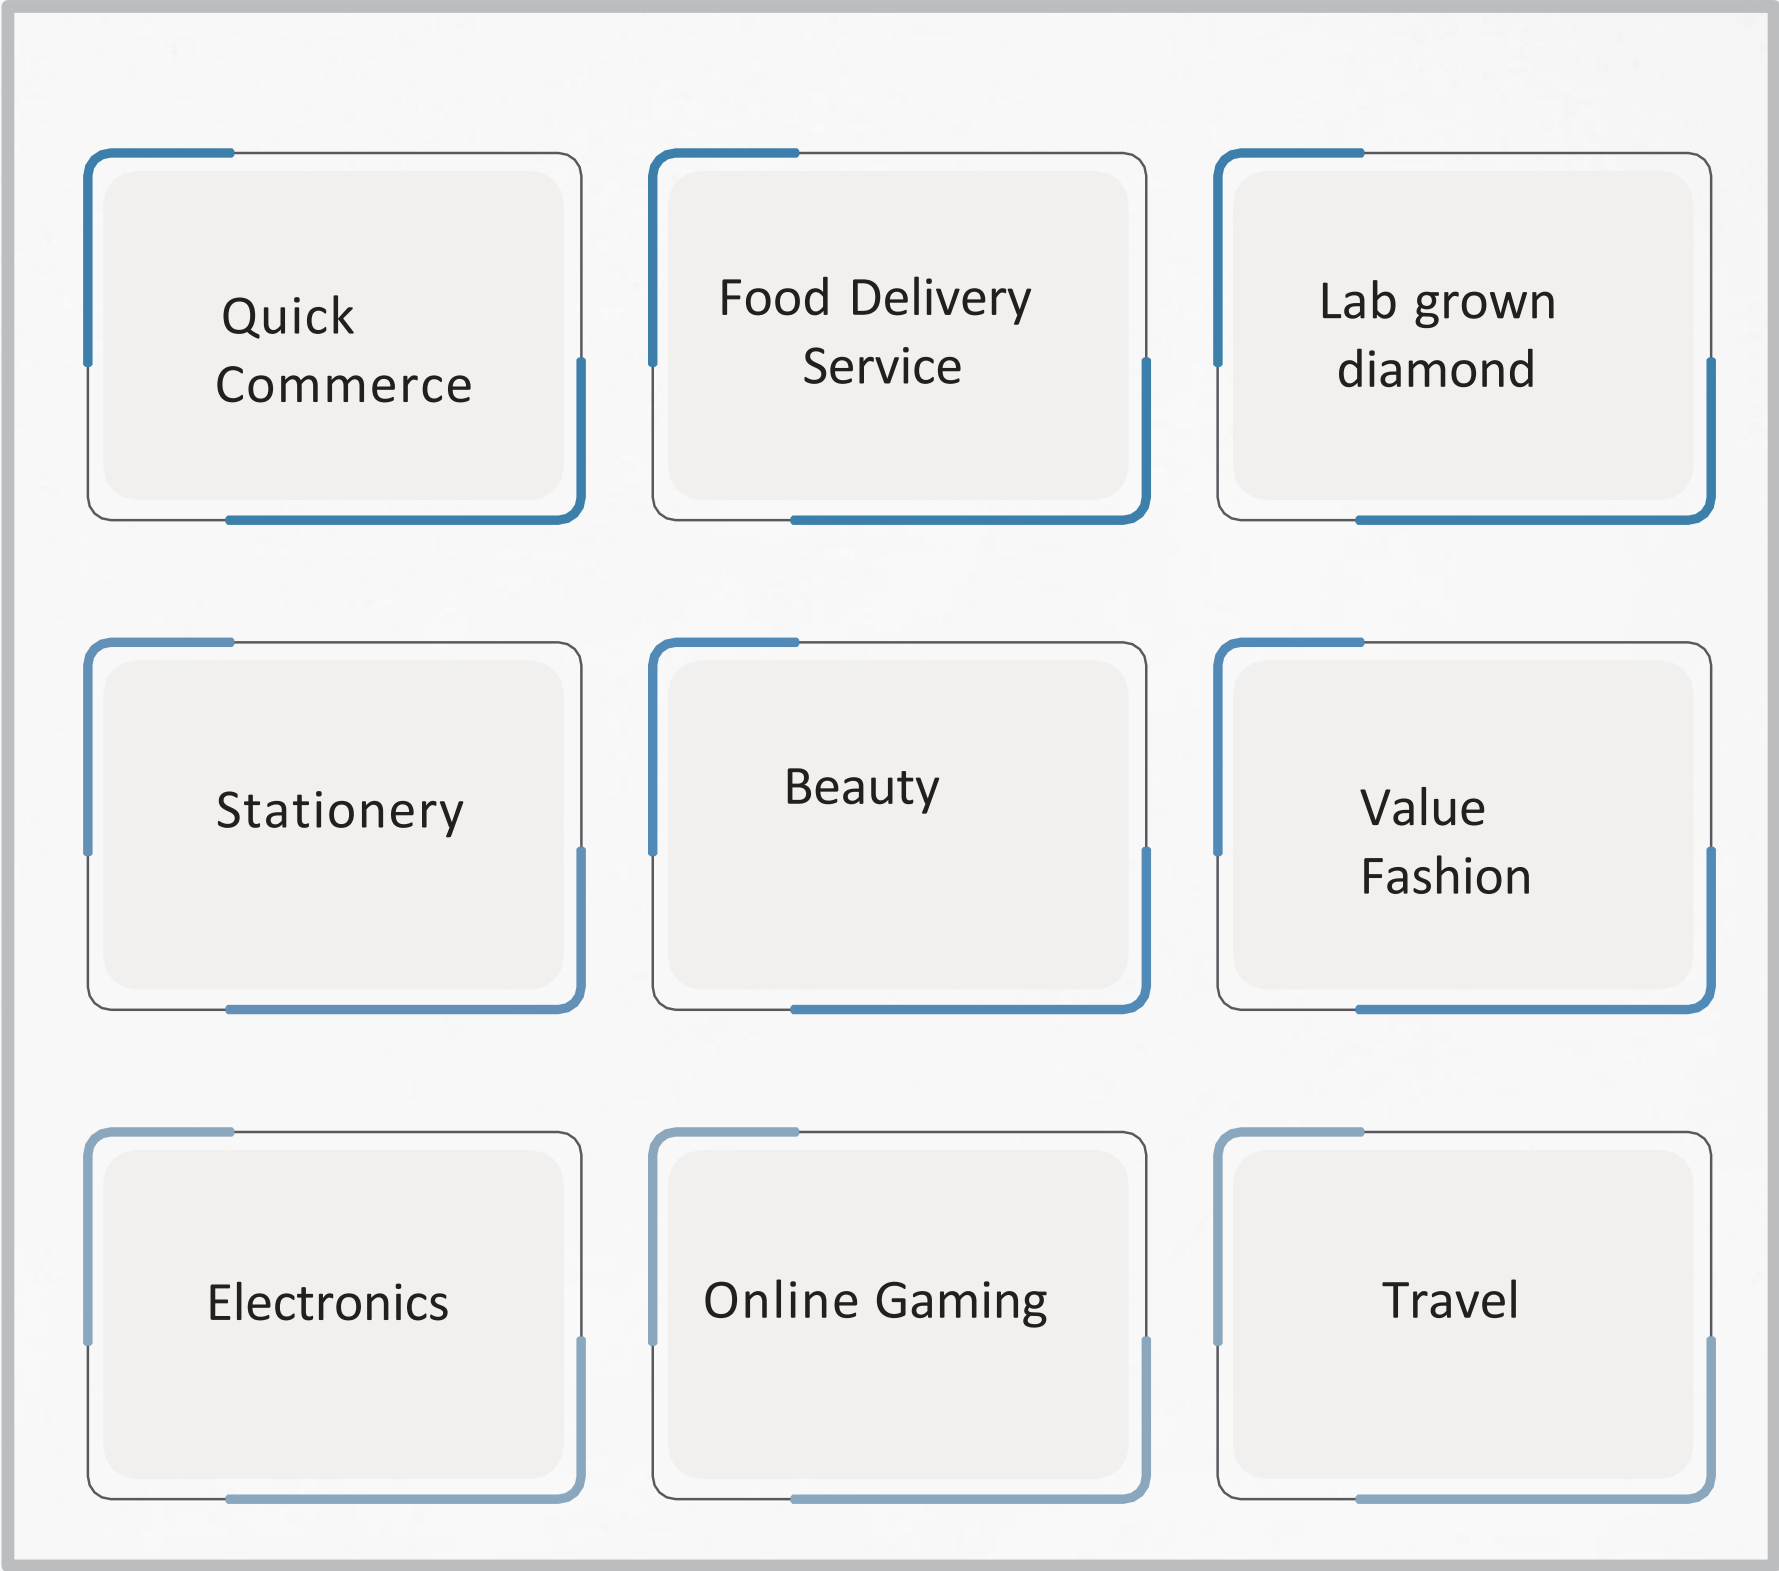 Quick
Commerce
Food Delivery
Service
Lab grown
diamond
Stationery
Beauty
Value
Fashion
Electronics
Online Gaming
Travel